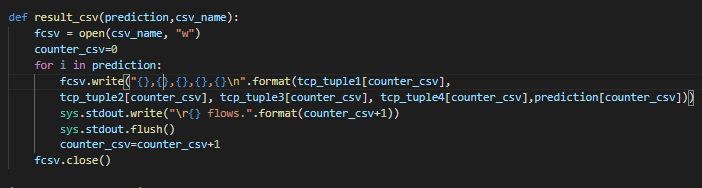 def result_csv(prediction,csv_name):
    fcsv = open(csv_name, "w")
    counter_csv=0
    for i in prediction:
        fcsv.write("{},{},{},{},{}\n".format(tcp_tuple1[counter_csv],
        tcp_tuple2[counter_csv], tcp_tuple3[counter_csv], tcp_tuple4[counter_csv],prediction[counter_csv]))
        sys.stdout.write("\r{} flows.".format(counter_csv+1))
        sys.stdout.flush()
        counter_csv=counter_csv+1
    fcsv.close()